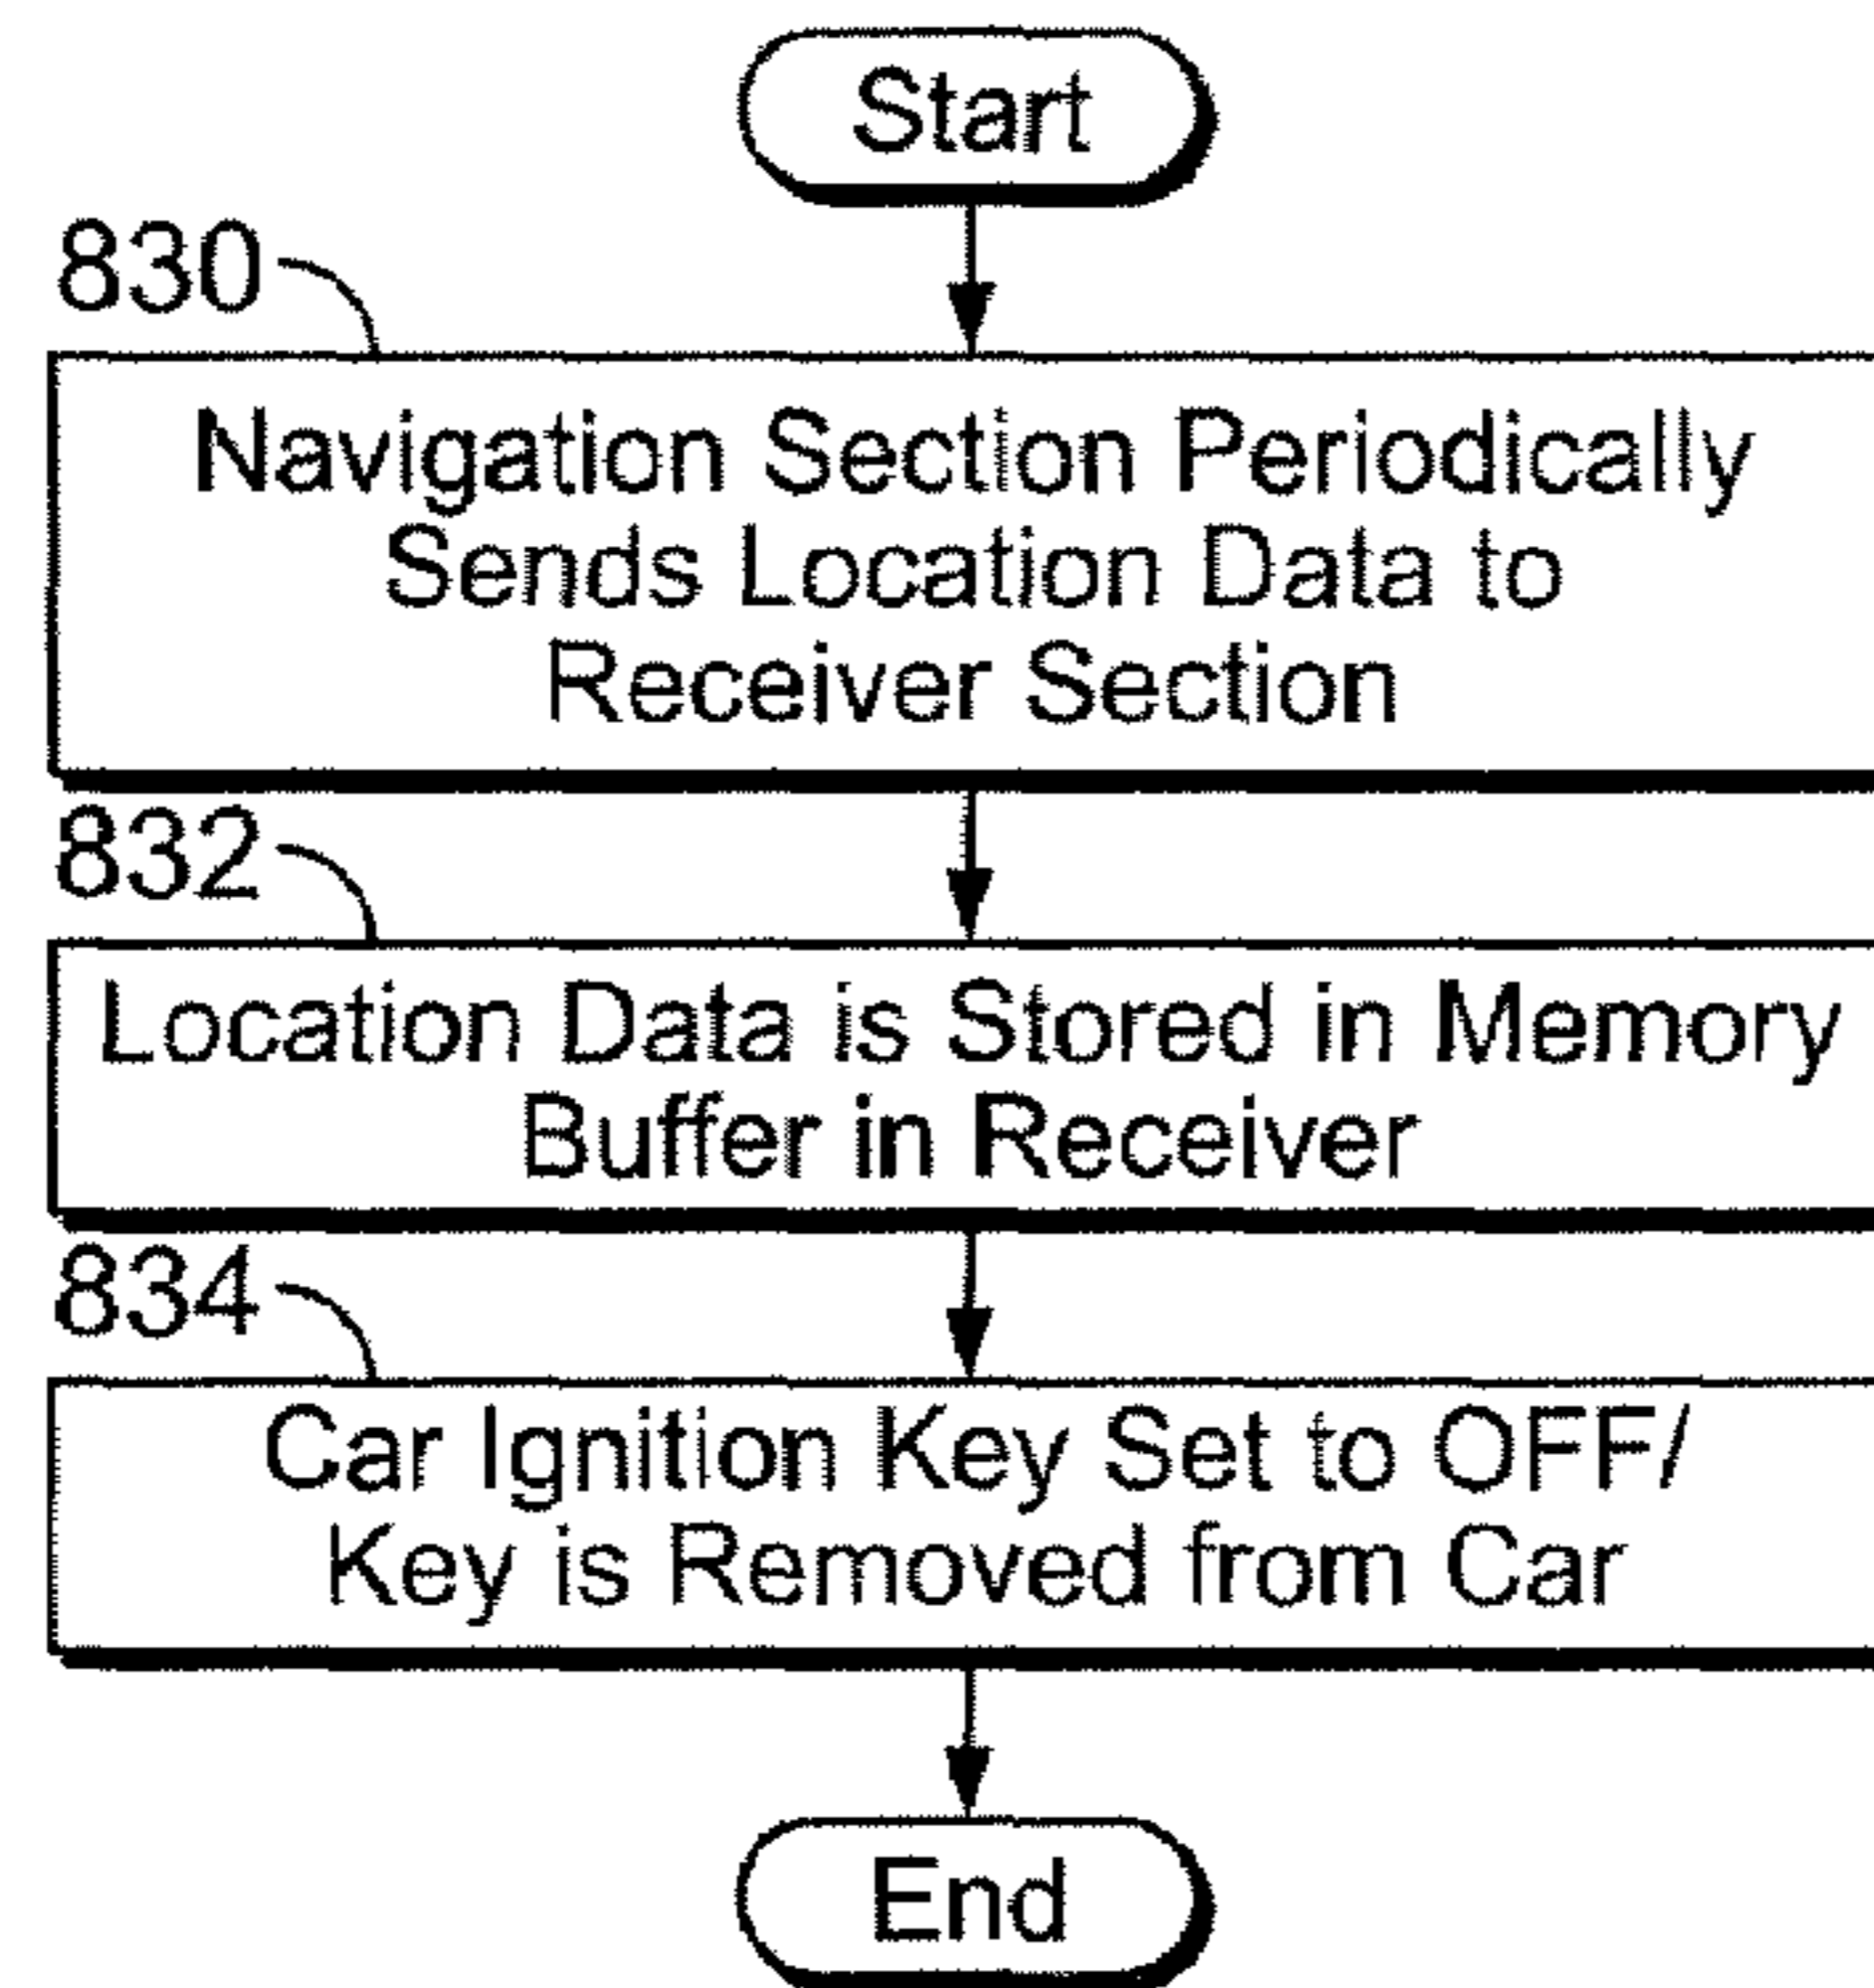 Start
830
Navigation Section Periodically
Sends Location Data to
Receiver Section
832
Location Data is Stored in Memory
Buffer in Receiver
834
Car Ignition Key Set to OFF/
Key is Removed from Car
End